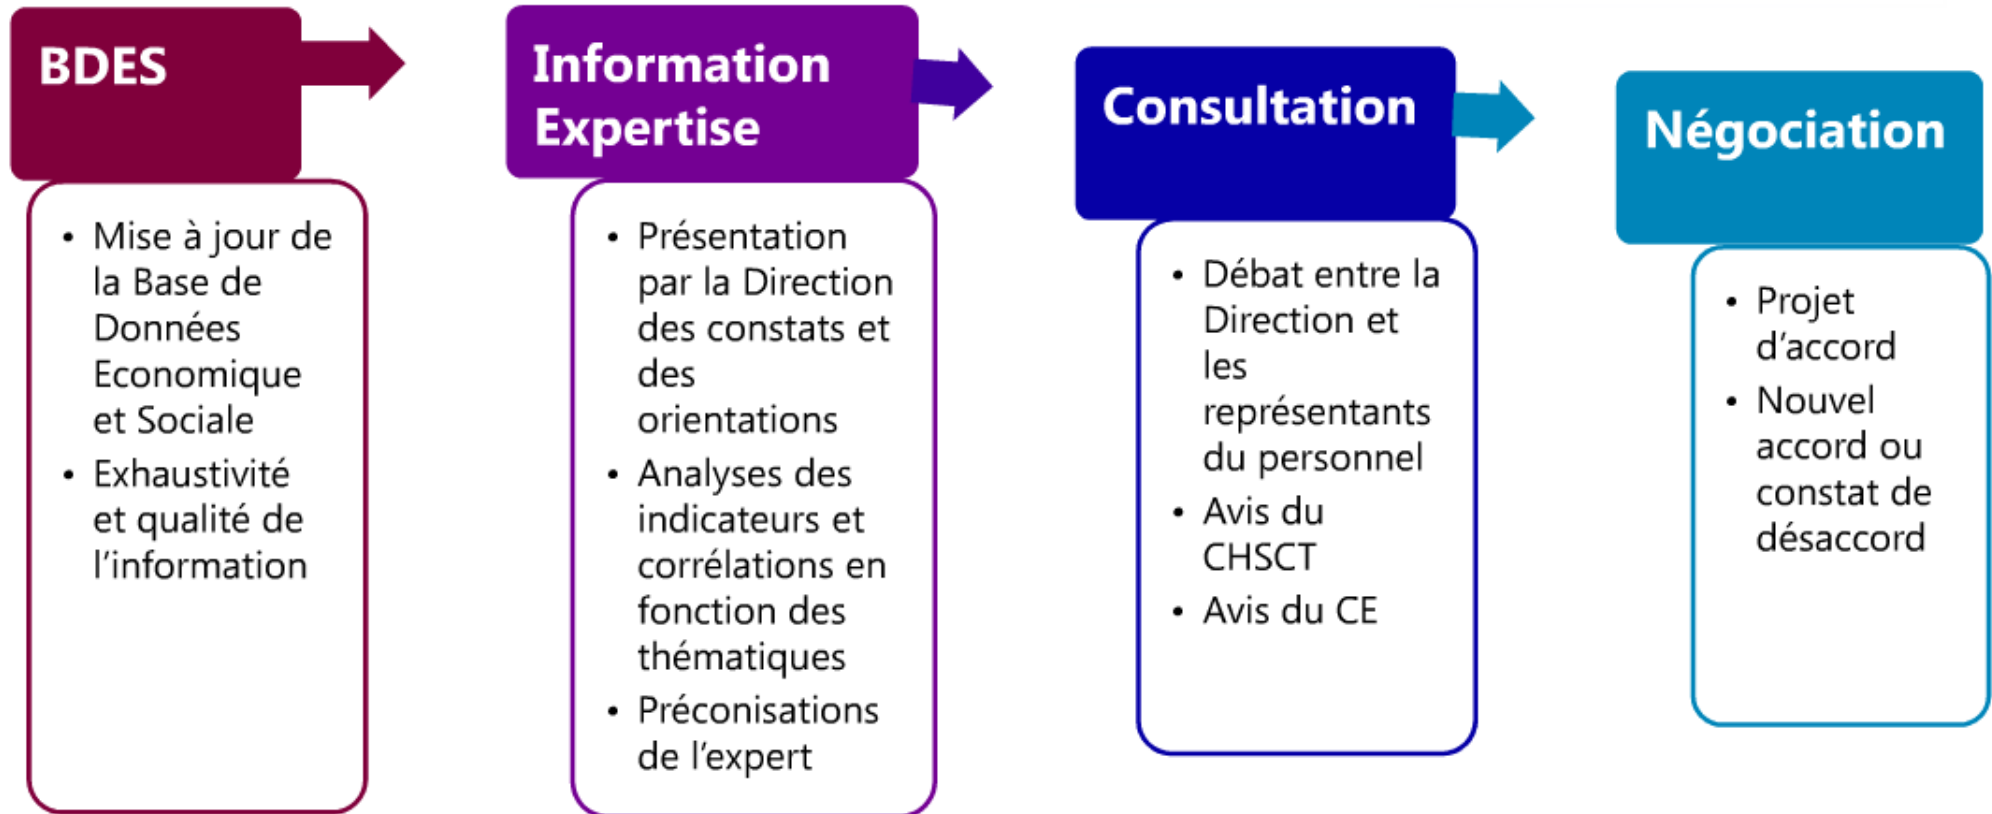 BDES
• Mise à jour de
la Base de
Données
Economique
et Sociale
• Exhaustivité
et qualité de
l'information
Information
Expertise
• Présentation
par la Direction
des constats et
des
orientations
• Analyses des
indicateurs et
corrélations en
fonction des
thématiques
• Préconisations
de l'expert
Consultation
• Débat entre la
Direction et
les
représentants
du personnel
• Avis du
CHSCT
• Avis du CE
Négociation
• Projet
d'accord
• Nouvel
accord ou
constat de
désaccord